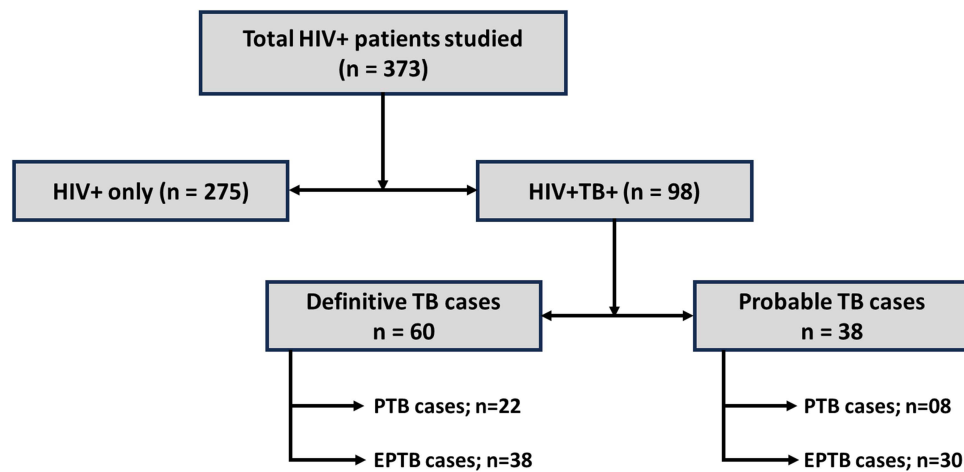 Total HIV+ patients studied
(n = 373)
HIV+ only (n = 275)
HIV+TB+ (n = 98)
Definitive TB cases
n = 60
Probable TB cases
n = 38
PTB cases; n=22
EPTB cases; n=38
PTB cases; n=08
EPTB cases; n=30